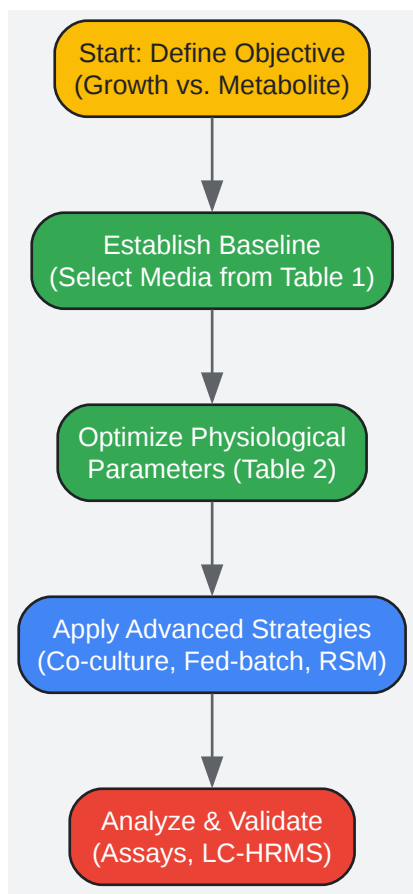 Start: Define Objective
(Growth vs. Metabolite)
Establish Baseline
(Select Media from Table 1)
Optimize Physiological
Parameters (Table 2)
Apply Advanced Strategies
(Co-culture, Fed-batch, RSM)
Analyze & Validate
(Assays, LC-HRMS)